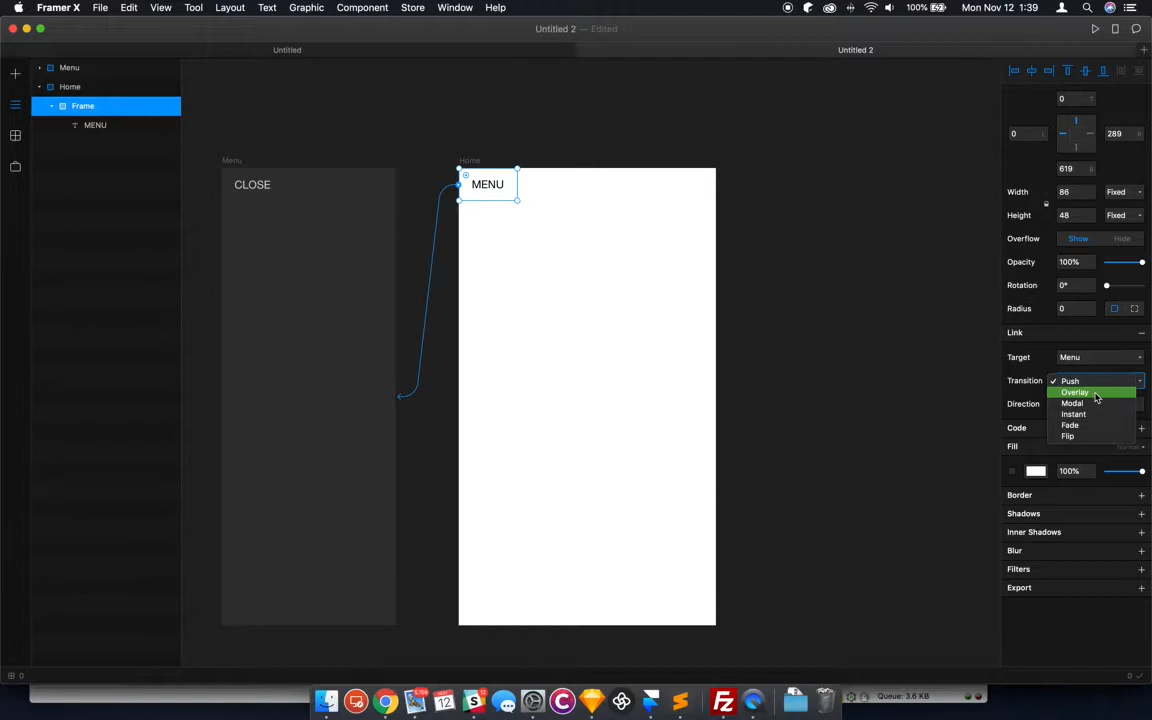 Framer X File Edit View Tool Layout Text Graphic Component Store Window Help 100% Mon Nov 12 1:39
Untitled 2 — Edited
Untitled Untitled 2
Menu
Home
Frame
MENU
Menu
CLOSE
Home
MENU
0 T
0 L 289 R
619 B
Width 86 Fixed
Height 48 Fixed
Overflow Show Hide
Opacity 100%
Rotation 0°
Radius 0
Link
Target Menu
Transition ✓ Push
Overlay
Modal
Instant
Fade
Flip
Direction
Code
Fill Normal
100%
Border
Shadows
Inner Shadows
Blur
Filters
Export
0
0
12
Queue: 3.6 KB